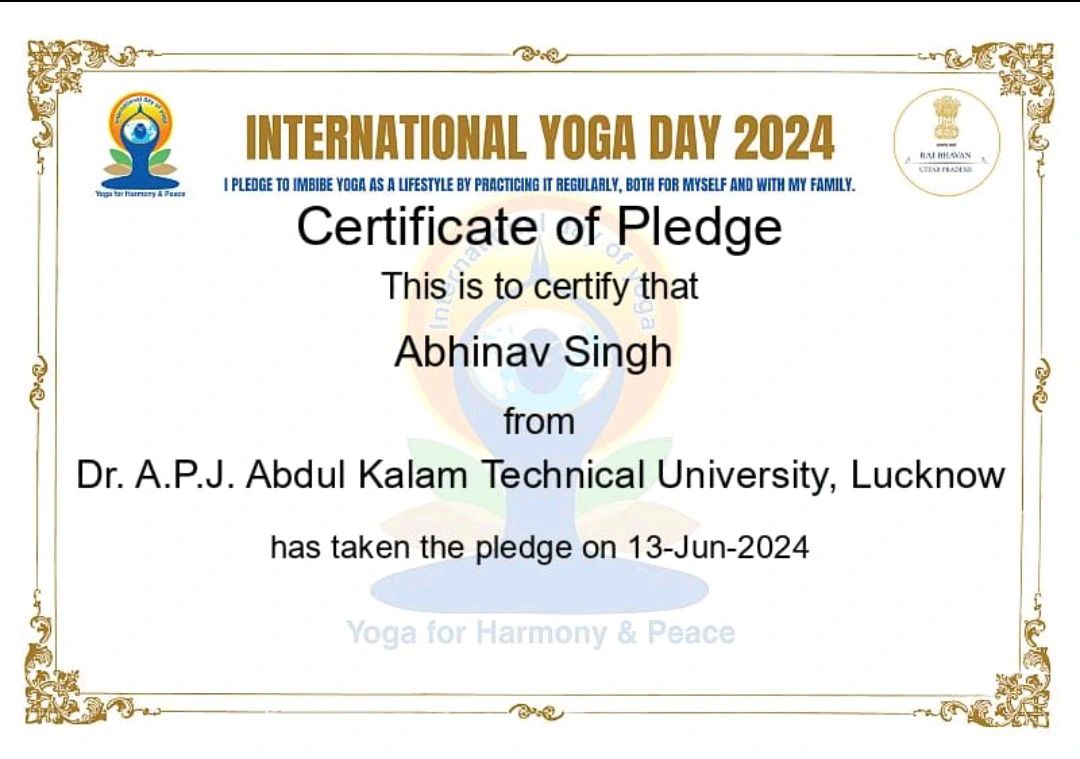 International Day of Yoga
Yoga for Harmony & Peace
INTERNATIONAL YOGA DAY 2024
I PLEDGE TO IMBIBE YOGA AS A LIFESTYLE BY PRACTICING IT REGULARLY, BOTH FOR MYSELF AND WITH MY FAMILY.
RAJ BHAVAN
UTTAR PRADESH
Certificate of Pledge
This is to certify that
Abhinav Singh
from
Dr. A.P.J. Abdul Kalam Technical University, Lucknow
has taken the pledge on 13-Jun-2024
International Day of Yoga
Yoga for Harmony & Peace